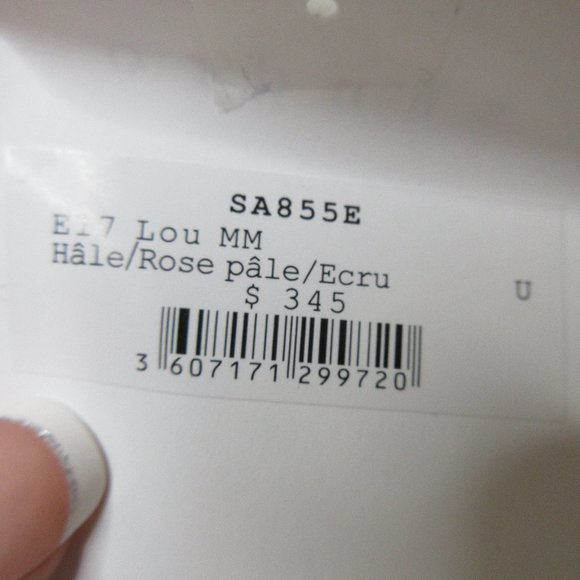 SA855E
E17 Lou MM
Hâle/Rose pâle/Ecru
U
$ 345
3 607171 299720